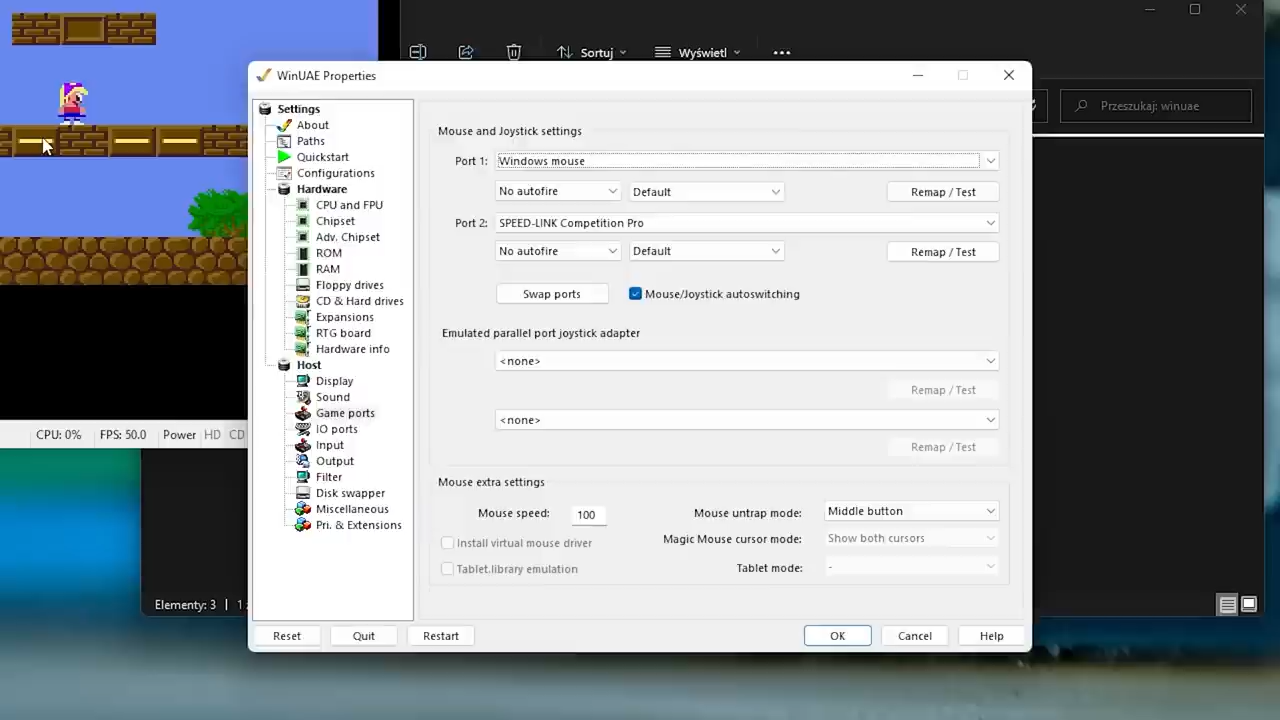 Sortuj
Wyświetl
Przeszukaj: winuae
WinUAE Properties
Settings
About
Paths
Quickstart
Configurations
Hardware
CPU and FPU
Chipset
Adv. Chipset
ROM
RAM
Floppy drives
CD & Hard drives
Expansions
RTG board
Hardware info
Host
Display
Sound
Game ports
IO ports
Input
Output
Filter
Disk swapper
Miscellaneous
Pri. & Extensions
Mouse and Joystick settings
Port 1: Windows mouse
No autofire Default Remap / Test
Port 2: SPEED-LINK Competition Pro
No autofire Default Remap / Test
Swap ports Mouse/Joystick autoswitching
Emulated parallel port joystick adapter
<none>
Remap / Test
<none>
Remap / Test
Mouse extra settings
Mouse speed: 100 Mouse untrap mode: Middle button
Install virtual mouse driver Magic Mouse cursor mode: Show both cursors
Tablet.library emulation Tablet mode: -
Reset Quit Restart OK Cancel Help
CPU: 0% FPS: 50.0 Power HD CD
Elementy: 3 1